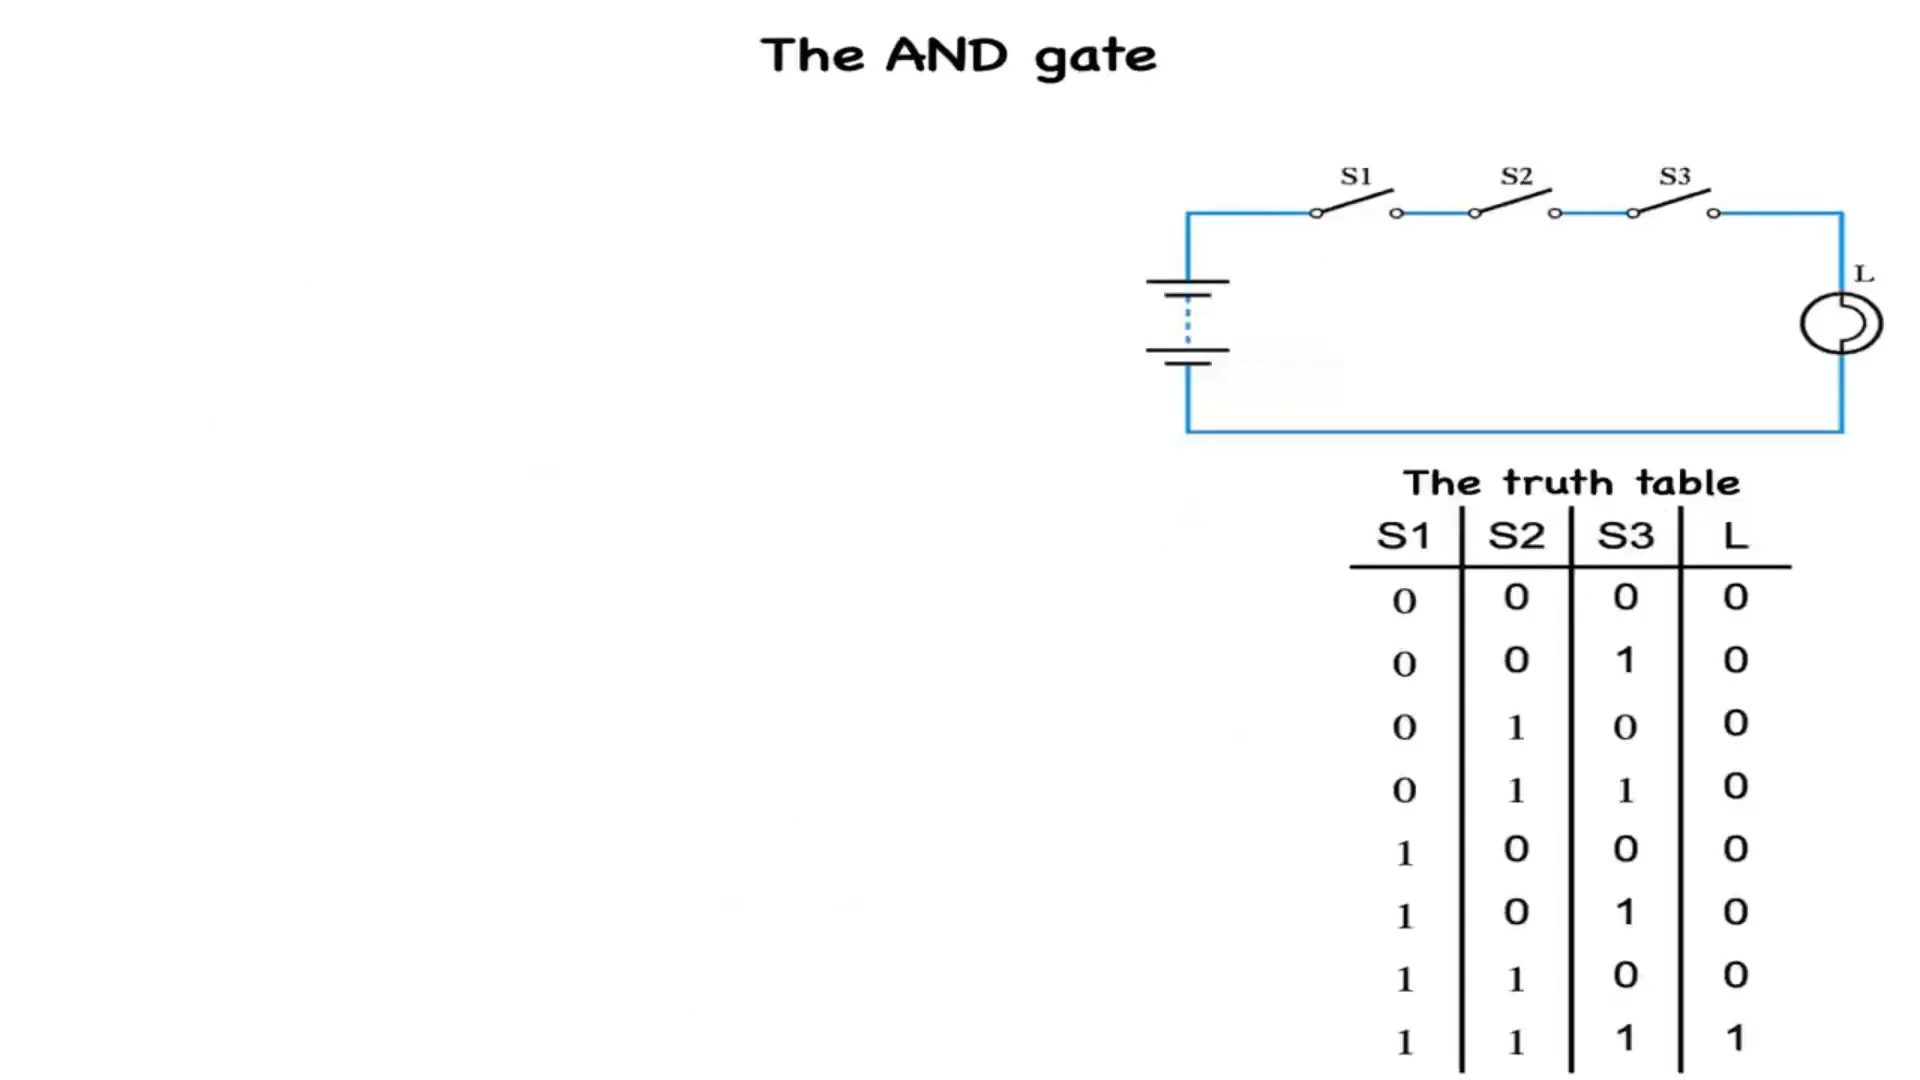 The AND gate
S1 S2 S3
L
The truth table
S1 S2 S3 L
0 0 0 0
0 0 1 0
0 1 0 0
0 1 1 0
1 0 0 0
1 0 1 0
1 1 0 0
1 1 1 1